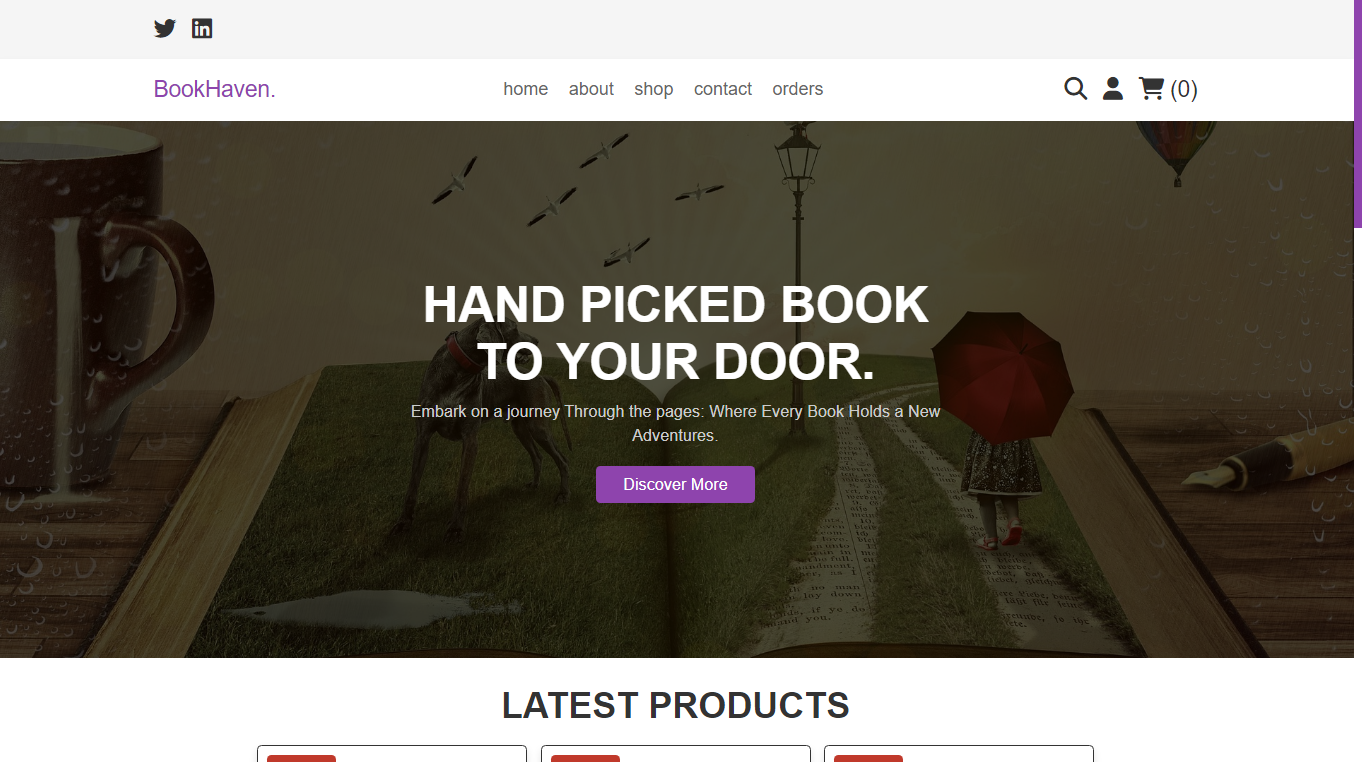 BookHaven.
home about shop contact orders
(0)
HAND PICKED BOOK
TO YOUR DOOR.
Embark on a journey Through the pages: Where Every Book Holds a New
Adventures.
Discover More
LATEST PRODUCTS